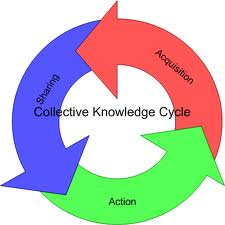 Acquisition
Sharing
Collective Knowledge Cycle
Action